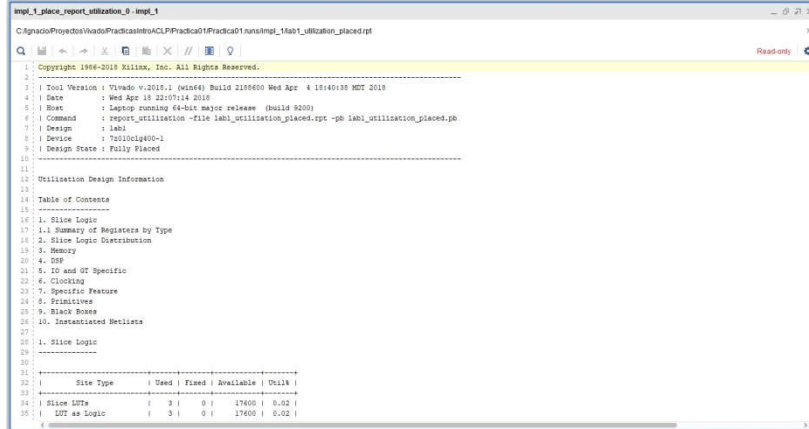 impl_1_place_report_utilization_0 - impl_1
C:/Ignacio/Proyectos/Vivado/PracticasIntroACLP/Practica01/Practica01.runs/impl_1/lab1_utilization_placed.rpt
Read-only
1 Copyright 1986-2018 Xilinx, Inc. All Rights Reserved.
2 ----------------------------------------------------------------------------------------------------
3 | Tool Version : Vivado v.2018.1 (win64) Build 2188600 Wed Apr  4 18:40:38 MDT 2018
4 | Date         : Wed Apr 18 22:07:14 2018
5 | Host         : Laptop running 64-bit major release  (build 9200)
6 | Command      : report_utilization -file lab1_utilization_placed.rpt -pb lab1_utilization_placed.pb
7 | Design       : lab1
8 | Device       : 7z010clg400-1
9 | Design State : Fully Placed
10 ----------------------------------------------------------------------------------------------------
11
12 Utilization Design Information
13
14 Table of Contents
15 -----------------
16 1. Slice Logic
17 1.1 Summary of Registers by Type
18 2. Slice Logic Distribution
19 3. Memory
20 4. DSP
21 5. IO and GT Specific
22 6. Clocking
23 7. Specific Feature
24 8. Primitives
25 9. Black Boxes
26 10. Instantiated Netlists
27
28 1. Slice Logic
29 --------------
30
31 +-------------------------+------+-------+-----------+-------+
32 |        Site Type        | Used | Fixed | Available | Util% |
33 +-------------------------+------+-------+-----------+-------+
34 | Slice LUTs              |    3 |     0 |     17600 |  0.02 |
35 |   LUT as Logic          |    3 |     0 |     17600 |  0.02 |